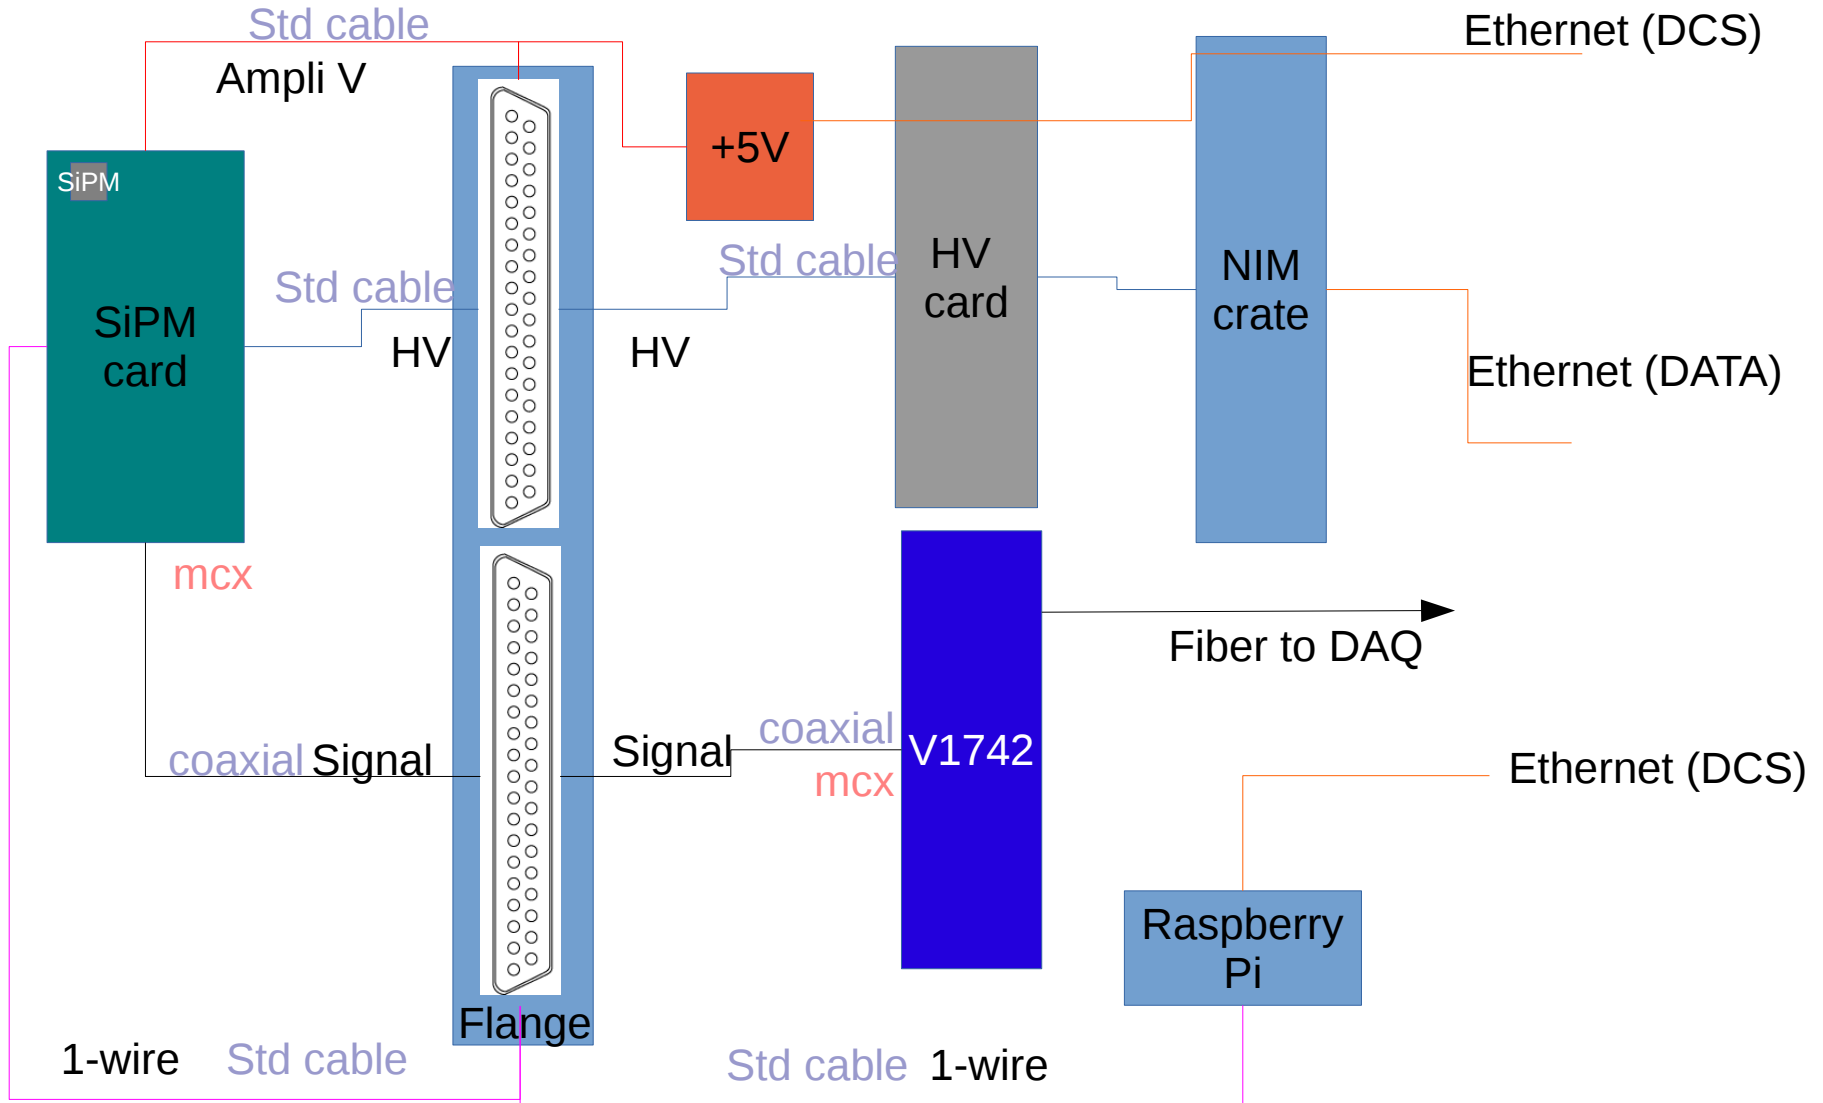 Std cable
Ethernet (DCS)
Ampli V
+5V
SiPM
Std cable
HV
card
NIM
crate
Std cable
SiPM
card
HV
HV
Ethernet (DATA)
mcx
Fiber to DAQ
coaxial
Signal
Signal
coaxial
mcx
V1742
Ethernet (DCS)
Raspberry
Pi
Flange
1-wire
Std cable
Std cable
1-wire